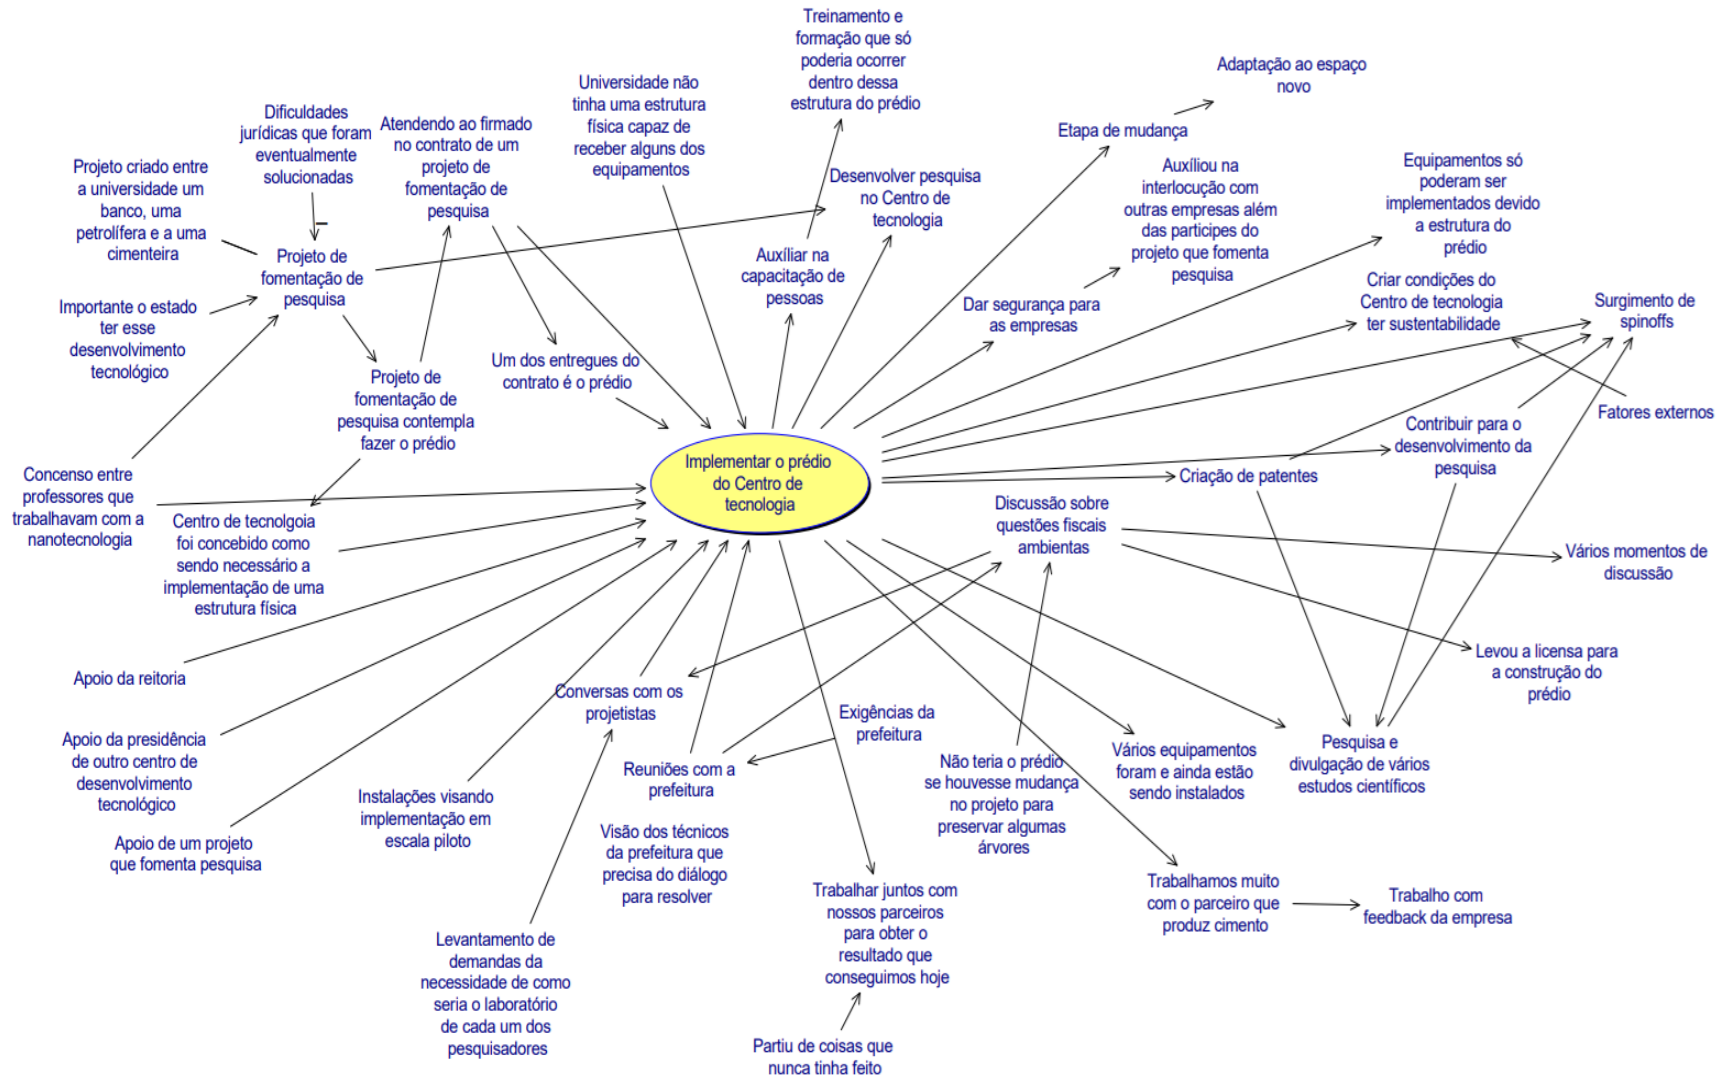 Treinamento e
formação que só
poderia ocorrer
dentro dessa
estrutura do prédio
Adaptação ao espaço
novo
Universidade não
tinha uma estrutura
física capaz de
receber alguns dos
equipamentos
Dificuldades
jurídicas que foram
eventualmente
solucionadas
Atendendo ao firmado
no contrato de um
projeto de
fomentação de
pesquisa
Etapa de mudança
Projeto criado entre
a universidade um
banco, uma
petrolífera e a uma
cimenteira
Desenvolver pesquisa
no Centro de
tecnologia
Auxíliou na
interlocução com
outras empresas além
das participes do
projeto que fomenta
pesquisa
Equipamentos só
poderam ser
implementados devido
a estrutura do
prédio
Projeto de
fomentação de
pesquisa
Auxíliar na
capacitação de
pessoas
Importante o estado
ter esse
desenvolvimento
tecnológico
Dar segurança para
as empresas
Criar condições do
Centro de tecnologia
ter sustentabilidade
Surgimento de
spinoffs
Um dos entregues do
contrato é o prédio
Projeto de
fomentação de
pesquisa contempla
fazer o prédio
Fatores externos
Contribuir para o
desenvolvimento da
pesquisa
Implementar o prédio
do Centro de
tecnologia
Criação de patentes
Concenso entre
professores que
trabalhavam com a
nanotecnologia
Centro de tecnolgoia
foi concebido como
sendo necessário a
implementação de uma
estrutura física
Discussão sobre
questões fiscais
ambientas
Vários momentos de
discussão
Apoio da reitoria
Levou a licensa para
a construção do
prédio
Conversas com os
projetistas
Exigências da
prefeitura
Apoio da presidência
de outro centro de
desenvolvimento
tecnológico
Reuniões com a
prefeitura
Não teria o prédio
se houvesse mudança
no projeto para
preservar algumas
árvores
Vários equipamentos
foram e ainda estão
sendo instalados
Pesquisa e
divulgação de vários
estudos científicos
Instalações visando
implementação em
escala piloto
Apoio de um projeto
que fomenta pesquisa
Visão dos técnicos
da prefeitura que
precisa do diálogo
para resolver
Trabalhar juntos com
nossos parceiros
para obter o
resultado que
conseguimos hoje
Trabalhamos muito
com o parceiro que
produz cimento
Trabalho com
feedback da empresa
Levantamento de
demandas da
necessidade de como
seria o laboratório
de cada um dos
pesquisadores
Partiu de coisas que
nunca tinha feito